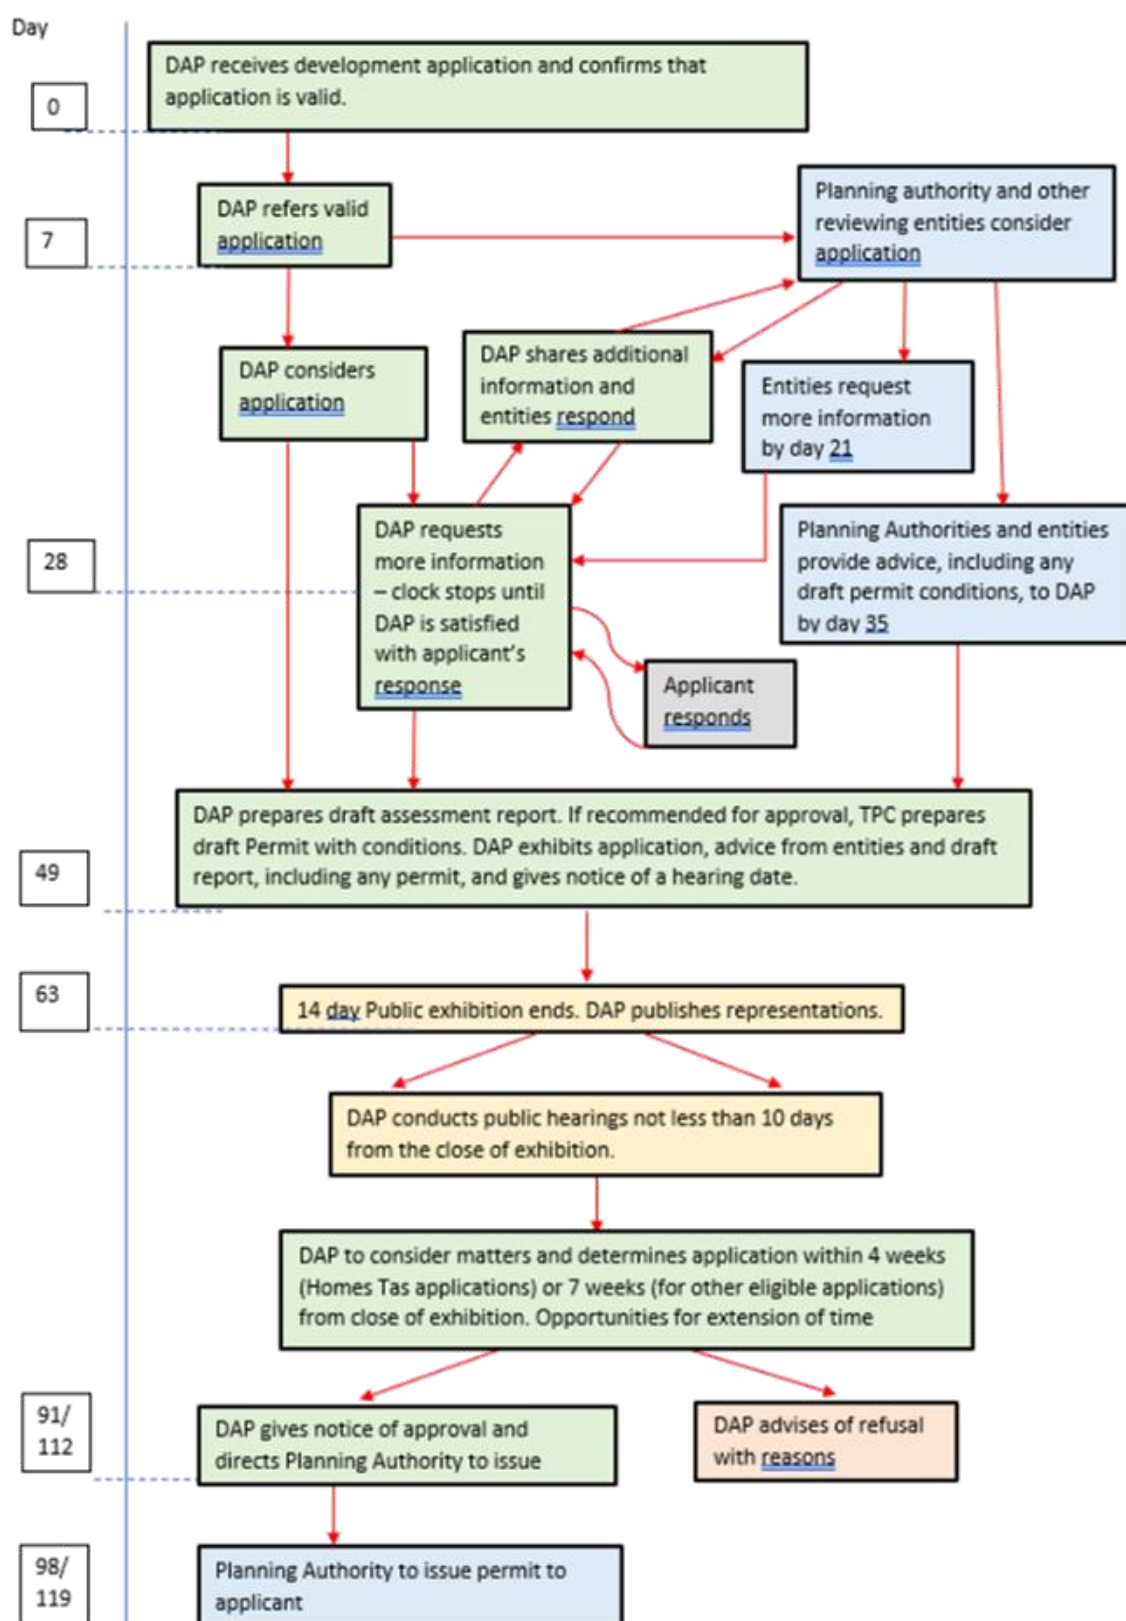 Day
DAP receives development application and confirms that
application is valid.
0
DAP refers valid
application
7
Planning authority and other
reviewing entities consider
application
DAP considers
application
DAP shares additional
information and
entities respond
Entities request
more information
by day 21
DAP requests
more information
– clock stops until
DAP is satisfied
with applicant's
response
28
Planning Authorities and entities
provide advice, including any
draft permit conditions, to DAP
by day 35
Applicant
responds
DAP prepares draft assessment report. If recommended for approval, TPC prepares
draft Permit with conditions. DAP exhibits application, advice from entities and draft
report, including any permit, and gives notice of a hearing date.
49
63
14 day Public exhibition ends. DAP publishes representations.
DAP conducts public hearings not less than 10 days
from the close of exhibition.
DAP to consider matters and determines application within 4 weeks
(Homes Tas applications) or 7 weeks (for other eligible applications)
from close of exhibition. Opportunities for extension of time
91/
112
DAP gives notice of approval and
directs Planning Authority to issue
DAP advises of refusal
with reasons
98/
119
Planning Authority to issue permit to
applicant